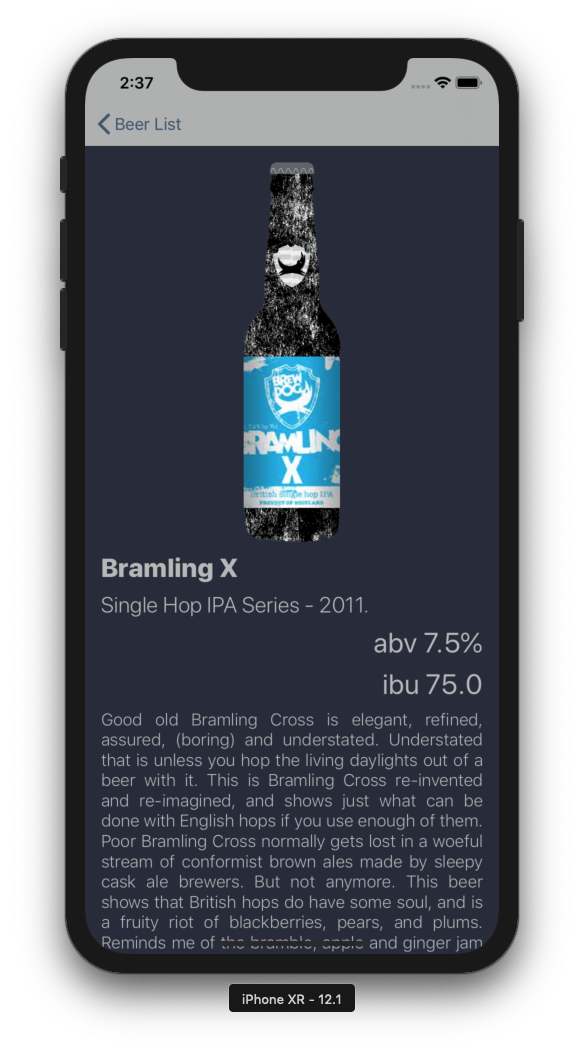 2:37
Beer List
BREW
DOG
BRAMLING
X
british single hop IPA
PRODUCT OF SCOTLAND
Bramling X
Single Hop IPA Series - 2011.
abv 7.5%
ibu 75.0
Good old Bramling Cross is elegant, refined,
assured, (boring) and understated. Understated
that is unless you hop the living daylights out of a
beer with it. This is Bramling Cross re-invented
and re-imagined, and shows just what can be
done with English hops if you use enough of them.
Poor Bramling Cross normally gets lost in a woeful
stream of conformist brown ales made by sleepy
cask ale brewers. But not anymore. This beer
shows that British hops do have some soul, and is
a fruity riot of blackberries, pears, and plums.
Reminds me of the bramble, apple and ginger jam
iPhone XR - 12.1